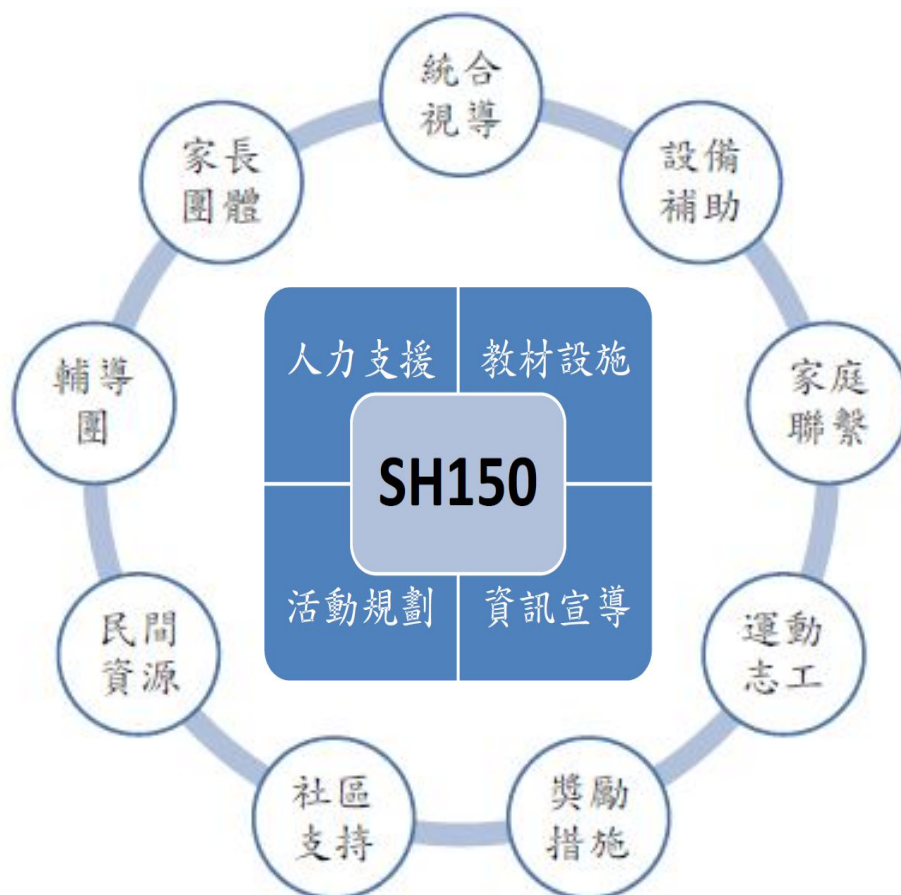 統合
視導
設備
補助
家庭
聯繫
運動
志工
獎勵
措施
社區
支持
民間
資源
輔導
團
家長
團體
人力支援
教材設施
SH150
活動規劃
資訊宣導